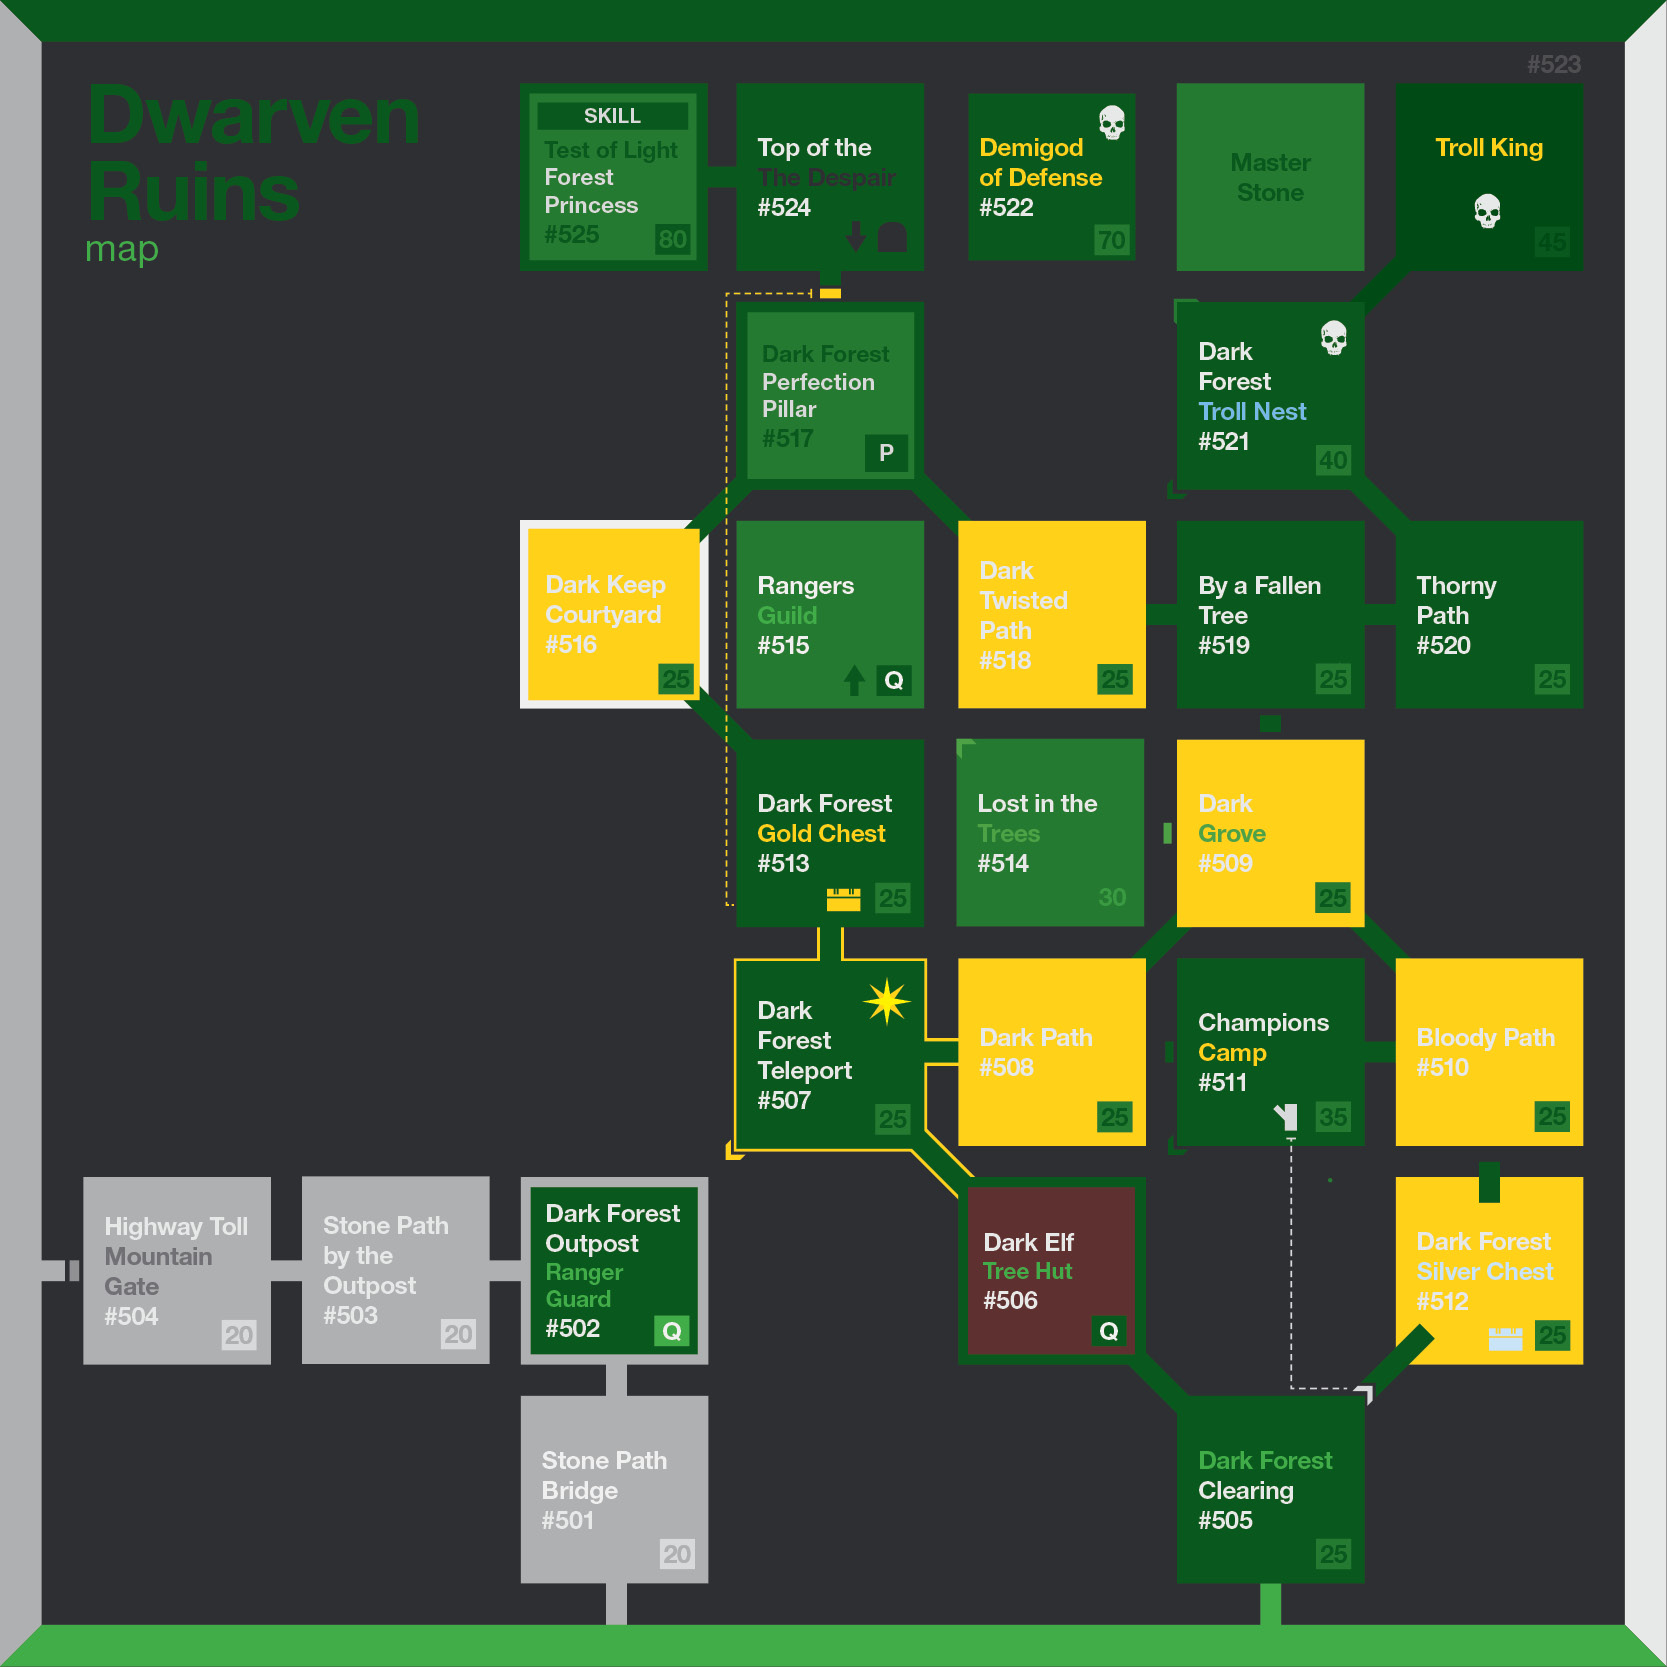 Dwarven
Ruins
map
#523
SKILL
Test of Light
Forest
Princess
#525
80
Top of the
The Despair
#524
Demigod
of Defense
#522
70
Master
Stone
Troll King
45
Dark Forest
Perfection
Pillar
#517
P
Dark
Forest
Troll Nest
#521
40
Dark Keep
Courtyard
#516
25
Rangers
Guild
#515
Q
Dark
Twisted
Path
#518
25
By a Fallen
Tree
#519
25
Thorny
Path
#520
25
Dark Forest
Gold Chest
#513
25
Lost in the
Trees
#514
30
Dark
Grove
#509
25
Dark
Forest
Teleport
#507
25
Dark Path
#508
25
Champions
Camp
#511
35
Bloody Path
#510
25
Highway Toll
Mountain
Gate
#504
20
Stone Path
by the
Outpost
#503
20
Dark Forest
Outpost
Ranger
Guard
#502
Q
Dark Elf
Tree Hut
#506
Q
Dark Forest
Silver Chest
#512
25
Stone Path
Bridge
#501
20
Dark Forest
Clearing
#505
25